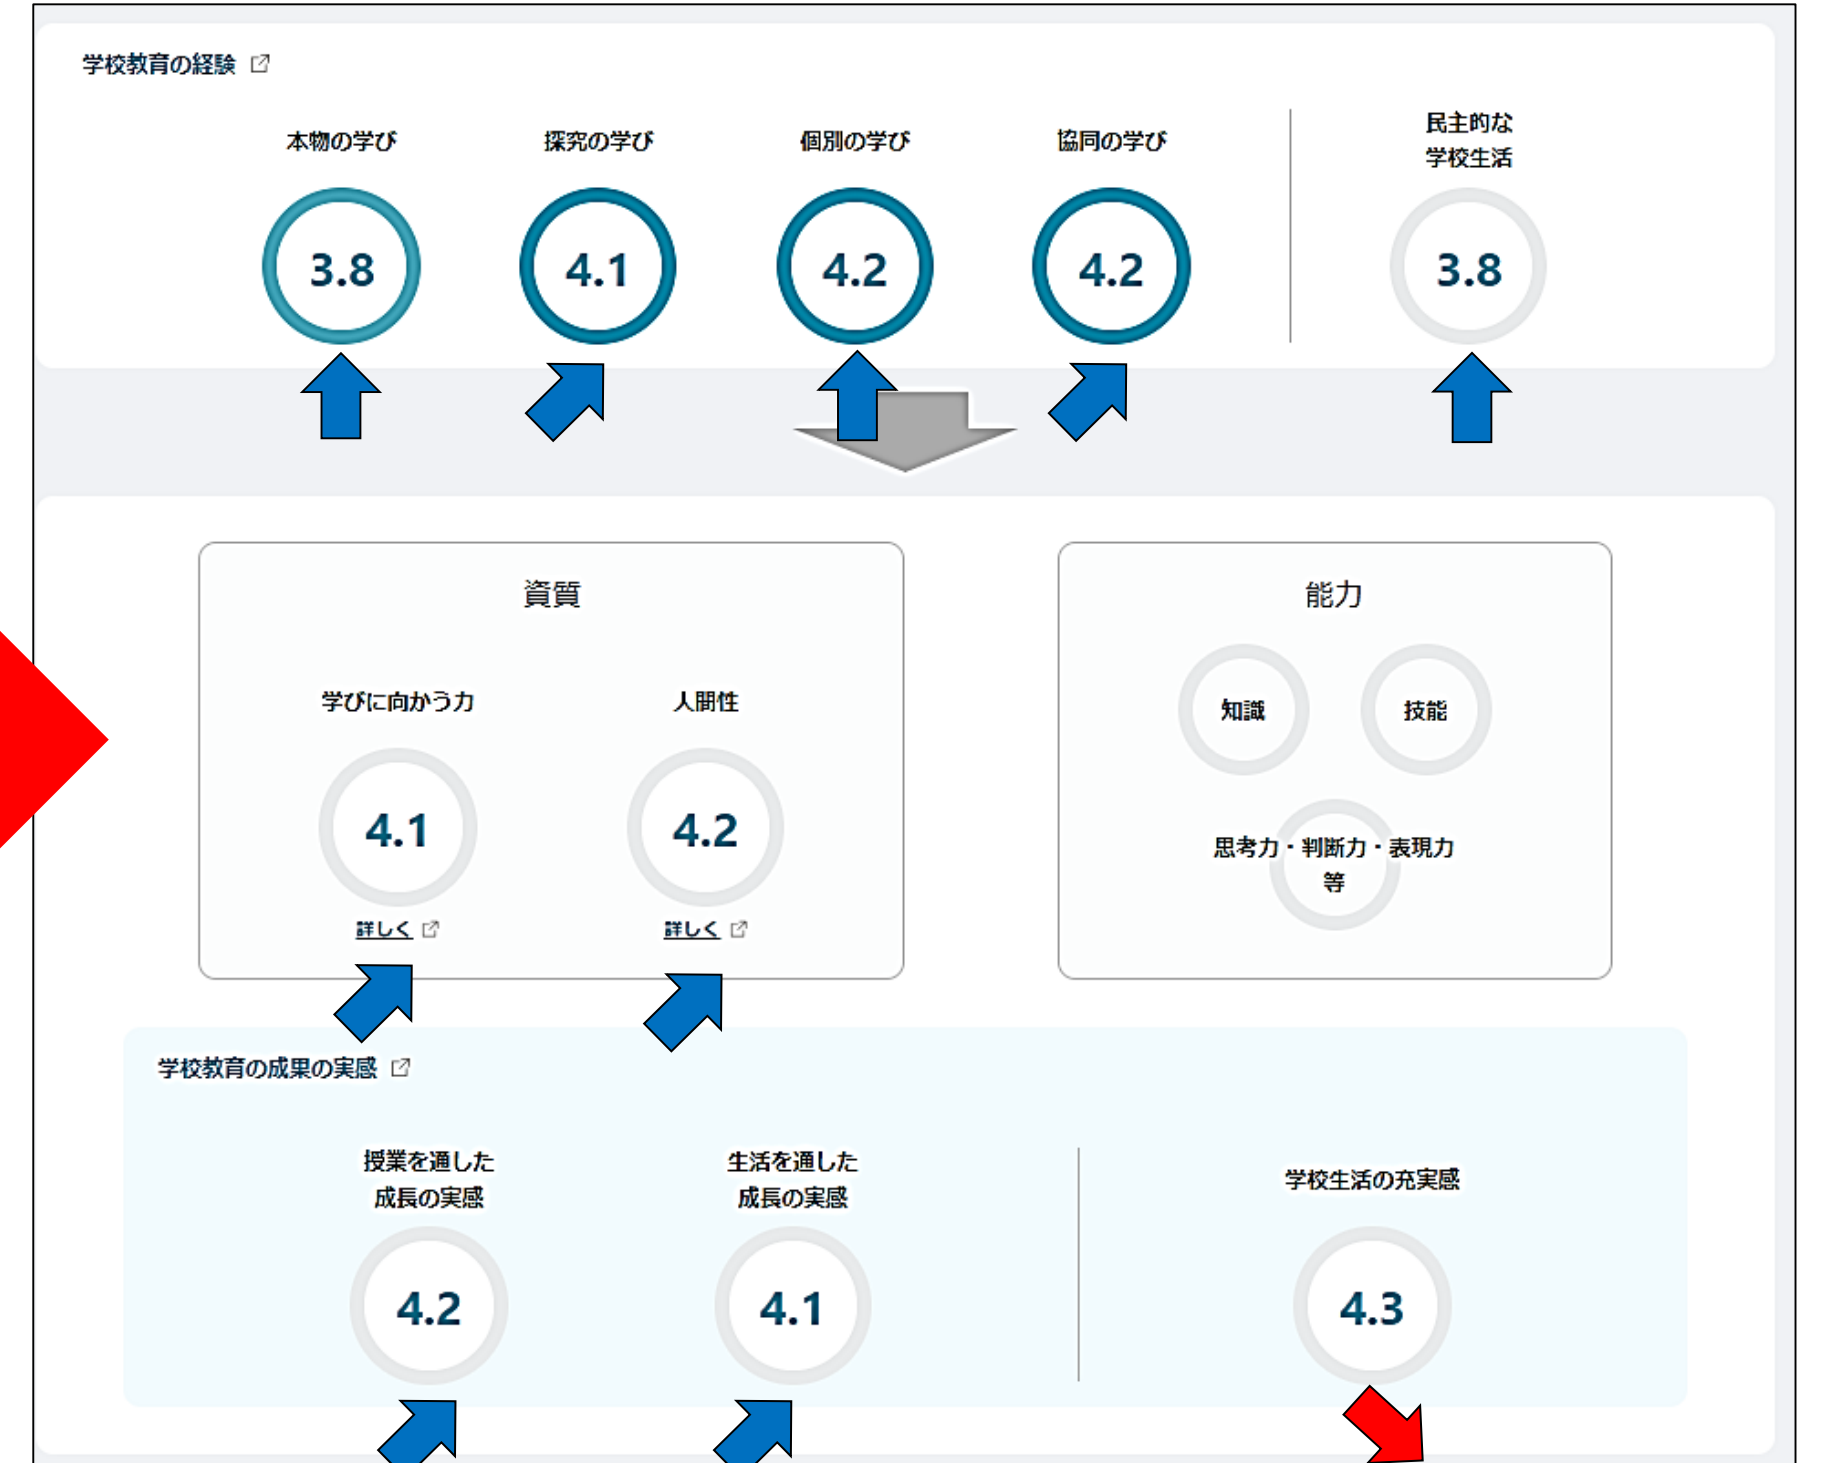 学校教育の経験
本物の学び
探究の学び
個別の学び
協同の学び
民主的な
学校生活
3.8
4.1
4.2
4.2
3.8
資質
能力
学びに向かう力
人間性
知識
技能
4.1
4.2
思考力・判断力・表現力
等
詳しく
詳しく
学校教育の成果の実感
授業を通した
成長の実感
生活を通した
成長の実感
学校生活の充実感
4.2
4.1
4.3